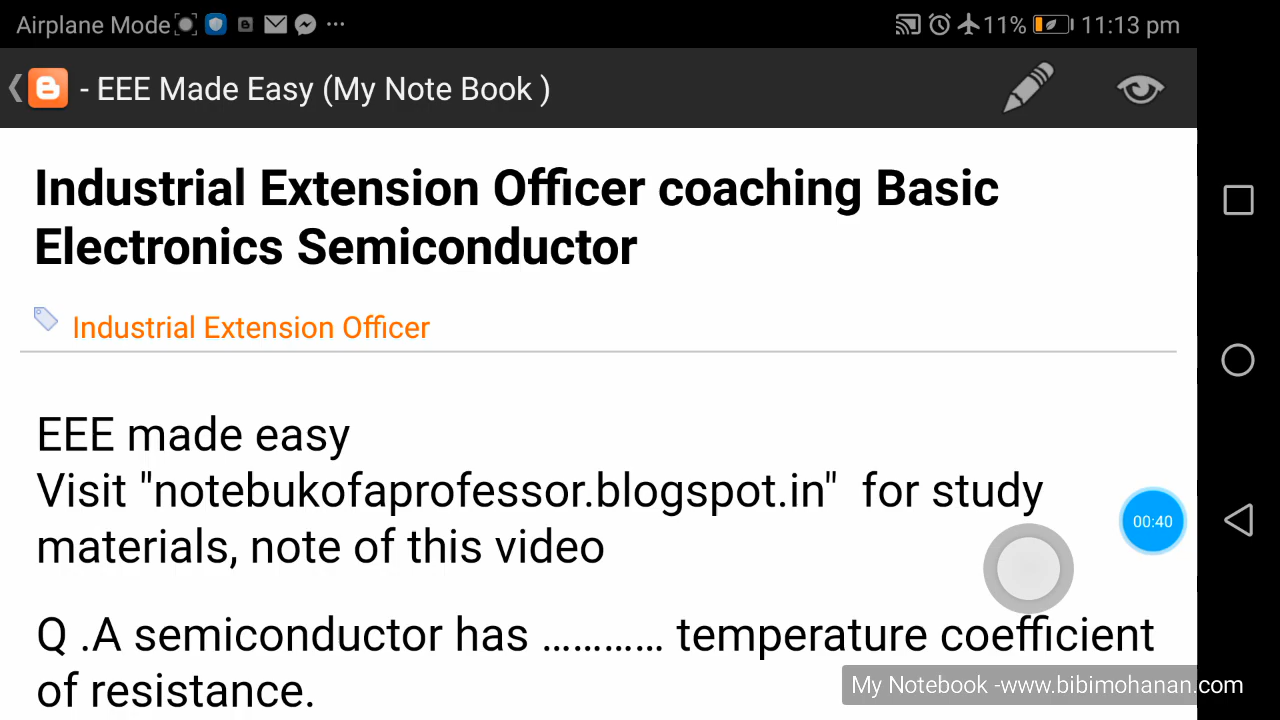 Airplane Mode 11% 11:13 pm
- EEE Made Easy (My Note Book )
Industrial Extension Officer coaching Basic
Electronics Semiconductor
Industrial Extension Officer
EEE made easy
Visit "notebukofaprofessor.blogspot.in"  for study
materials, note of this video
00:40
Q .A semiconductor has ............ temperature coefficient
of resistance.
My Notebook -www.bibimohanan.com